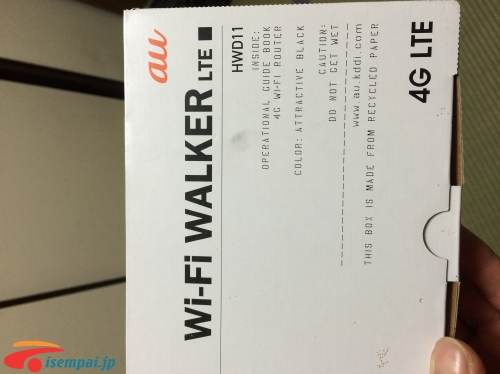 au
Wi-Fi WALKER LTE ■
HWD11
INSIDE:
OPERATIONAL GUIDE BOOK
4G WI-FI ROUTER
COLOR: ATTRACTIVE BLACK
CAUTION:
DO NOT GET WET
www.au.kddi.com
THIS BOX IS MADE FROM RECYCLED PAPER
4G LTE
isempai.jp